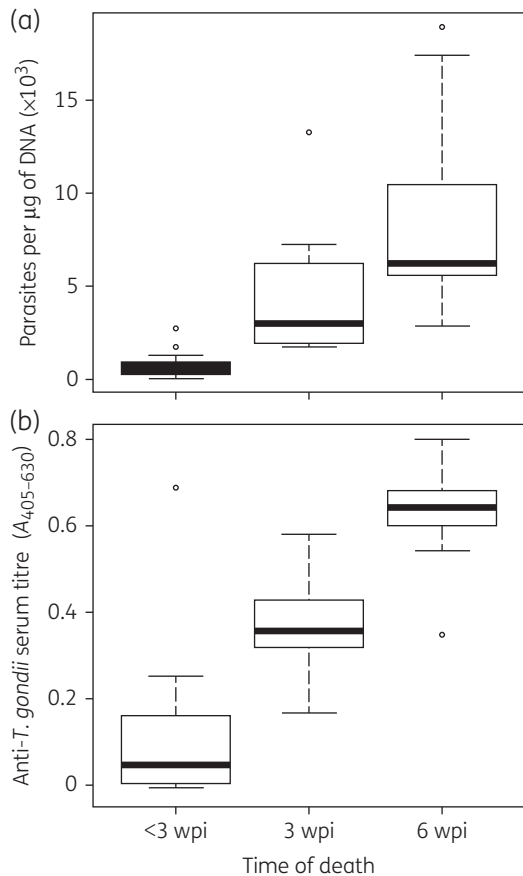 (a)
Parasites per μg of DNA (×10³)
15
10
5
0
(b)
Anti-T. gondii serum titre (A₄₀₅₋₆₃₀)
0.8
0.6
0.4
0.2
0
<3 wpi 3 wpi 6 wpi
Time of death